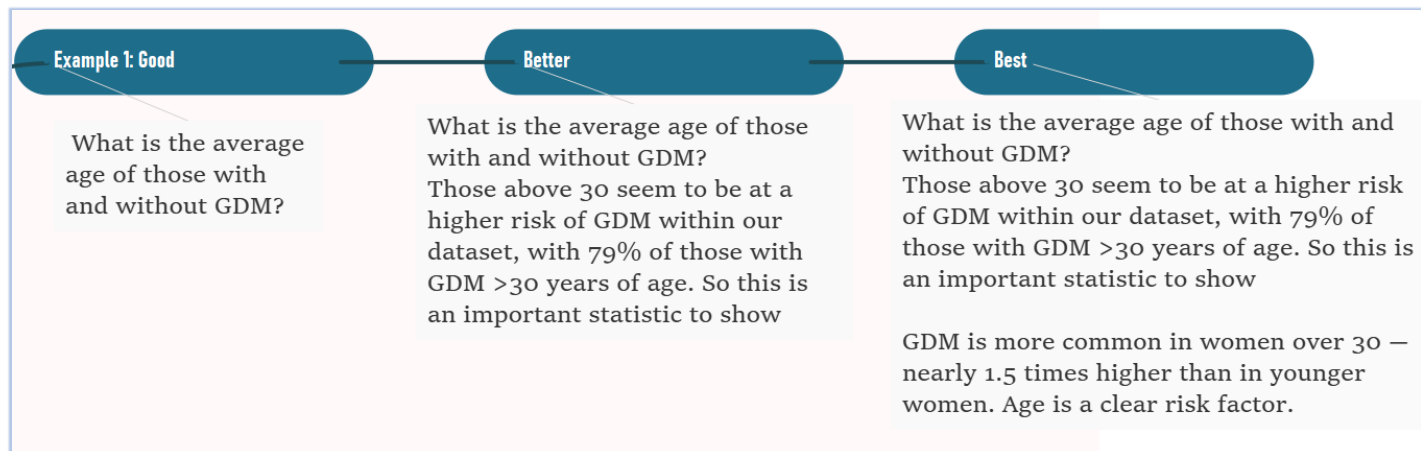 Example 1: Good
What is the average
age of those with
and without GDM?
Better
What is the average age of those
with and without GDM?
Those above 30 seem to be at a
higher risk of GDM within our
dataset, with 79% of those with
GDM >30 years of age. So this is
an important statistic to show
Best
What is the average age of those with and
without GDM?
Those above 30 seem to be at a higher risk
of GDM within our dataset, with 79% of
those with GDM >30 years of age. So this is
an important statistic to show
GDM is more common in women over 30 —
nearly 1.5 times higher than in younger
women. Age is a clear risk factor.